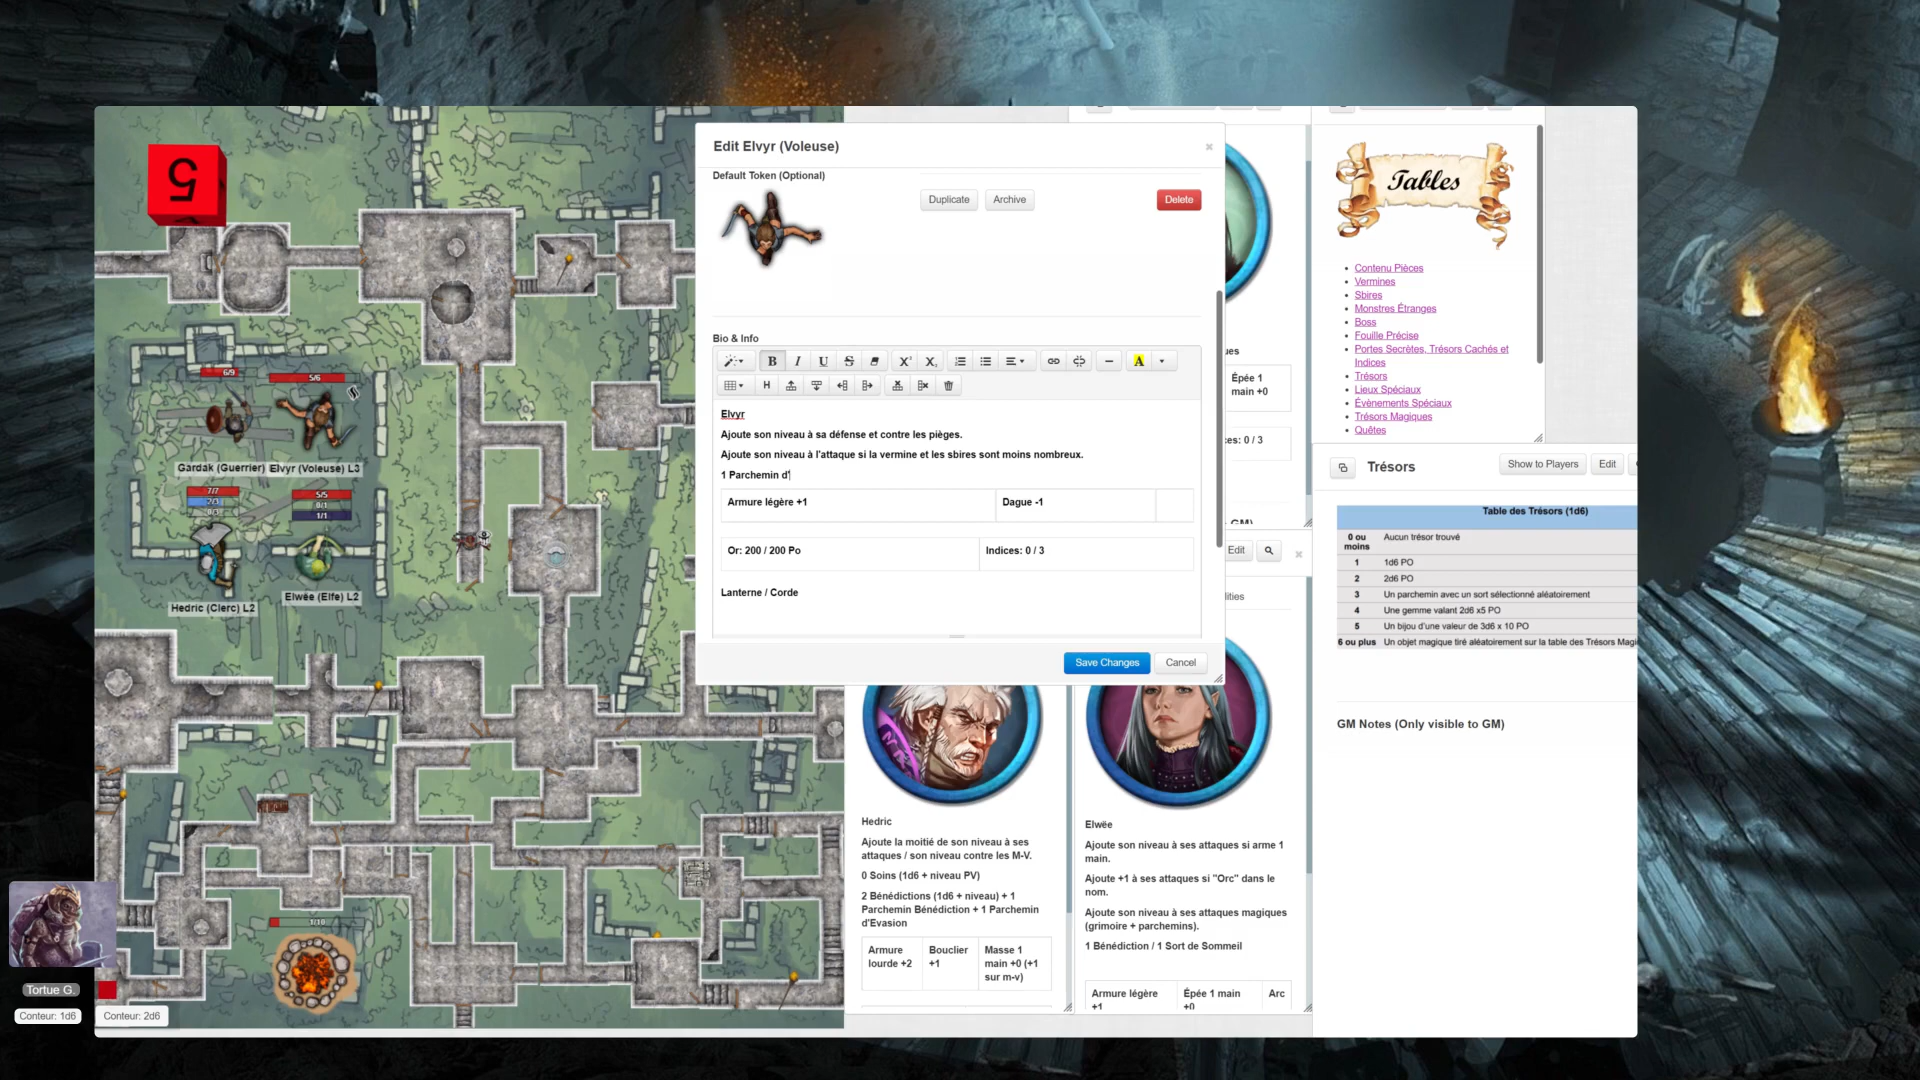 5
6/9
5/6
Gardak (Guerrier)
Elvyr (Voleuse) L3
7/7
2/3
0/3
5/5
0/1
1/1
Hedric (Clerc) L2
Elwëe (Elfe) L2
1/10
Tortue G.
Conteur: 1d6
Conteur: 2d6
Edit Elvyr (Voleuse)
Default Token (Optional)
Duplicate
Archive
Delete
Bio & Info
Elvyr
Ajoute son niveau à sa défense et contre les pièges.
Ajoute son niveau à l'attaque si la vermine et les sbires sont moins nombreux.
1 Parchemin d'
Armure légère +1
Dague -1
Or: 200 / 200 Po
Indices: 0 / 3
Lanterne / Corde
Save Changes
Cancel
ues
Épée 1
main +0
ces: 0 / 3
GM)
Edit
lities
Hedric
Ajoute la moitié de son niveau à ses
attaques / son niveau contre les M-V.
0 Soins (1d6 + niveau PV)
2 Bénédictions (1d6 + niveau) + 1
Parchemin Bénédiction + 1 Parchemin
d'Evasion
Armure
lourde +2
Bouclier
+1
Masse 1
main +0 (+1
sur m-v)
Elwëe
Ajoute son niveau à ses attaques si arme 1
main.
Ajoute +1 à ses attaques si "Orc" dans le
nom.
Ajoute son niveau à ses attaques magiques
(grimoire + parchemins).
1 Bénédiction / 1 Sort de Sommeil
Armure légère
+1
Épée 1 main
+0
Arc
Tables
Contenu Pièces
Vermines
Sbires
Monstres Étranges
Boss
Fouille Précise
Portes Secrètes, Trésors Cachés et
Indices
Trésors
Lieux Spéciaux
Évènements Spéciaux
Trésors Magiques
Quêtes
Trésors
Show to Players
Edit
Table des Trésors (1d6)
0 ou
moins
Aucun trésor trouvé
1 1d6 PO
2 2d6 PO
3 Un parchemin avec un sort sélectionné aléatoirement
4 Une gemme valant 2d6 x5 PO
5 Un bijou d'une valeur de 3d6 x 10 PO
6 ou plus Un objet magique tiré aléatoirement sur la table des Trésors Magi
GM Notes (Only visible to GM)